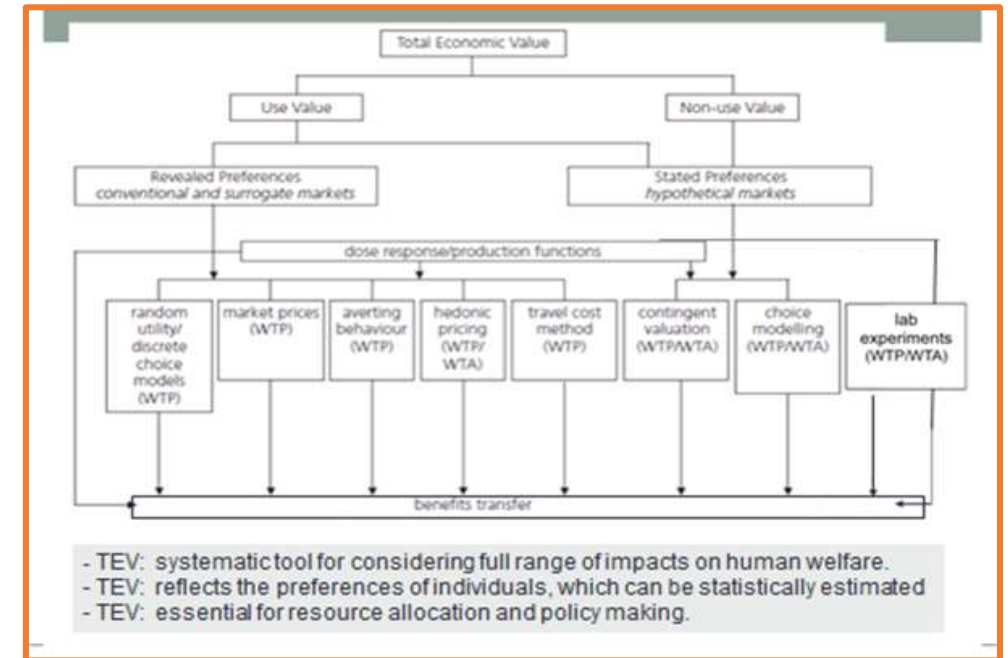 Total Economic Value
Use Value
Non-use Value
Revealed Preferences
conventional and surrogate markets
Stated Preferences
hypothetical markets
dose response/production functions
random
utility/
discrete
choice
models
(WTP)
market prices
(WTP)
averting
behaviour
(WTP)
hedonic
pricing
(WTP/
WTA)
travel cost
method
(WTP)
contingent
valuation
(WTP/WTA)
choice
modelling
(WTP/WTA)
lab
experiments
(WTP/WTA)
benefits transfer
- TEV: systematic tool for considering full range of impacts on human welfare.
- TEV: reflects the preferences of individuals, which can be statistically estimated
- TEV: essential for resource allocation and policy making.